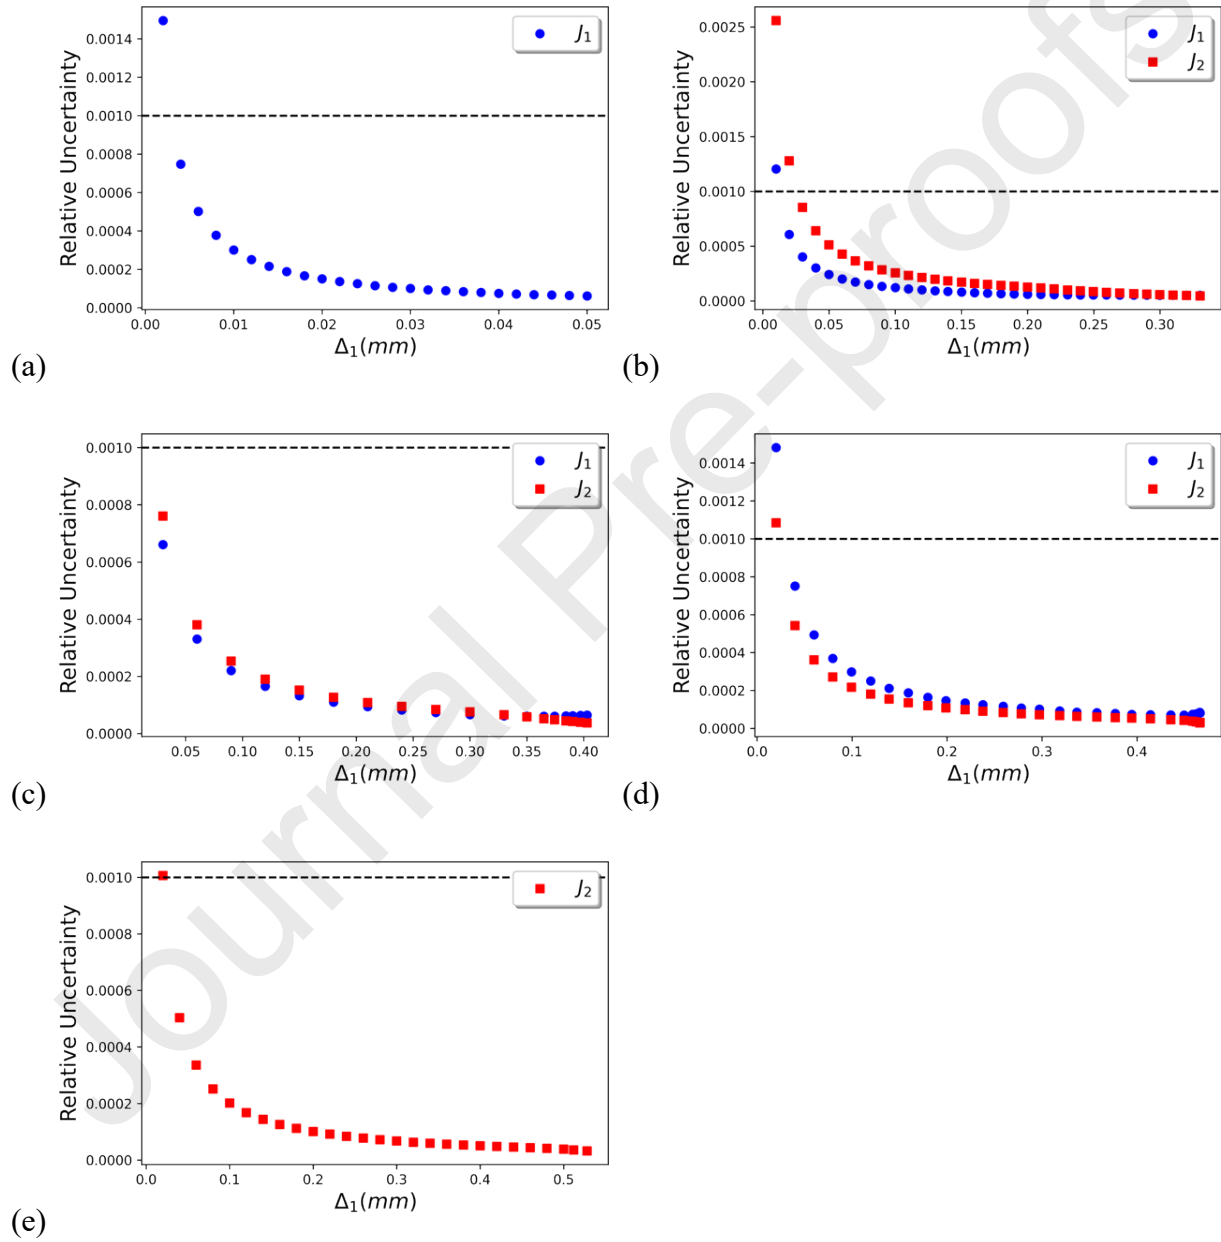 0.0014
0.0012
0.0010
0.0008
0.0006
0.0004
0.0002
0.0000
Relative Uncertainty
J1
0.00 0.01 0.02 0.03 0.04 0.05
Δ1(mm)
(a)
0.0025
0.0020
0.0015
0.0010
0.0005
0.0000
Relative Uncertainty
J1
J2
0.00 0.05 0.10 0.15 0.20 0.25 0.30
Δ1(mm)
(b)
0.0010
0.0008
0.0006
0.0004
0.0002
0.0000
Relative Uncertainty
J1
J2
0.05 0.10 0.15 0.20 0.25 0.30 0.35 0.40
Δ1(mm)
(c)
0.0014
0.0012
0.0010
0.0008
0.0006
0.0004
0.0002
0.0000
Relative Uncertainty
J1
J2
0.0 0.1 0.2 0.3 0.4
Δ1(mm)
(d)
0.0010
0.0008
0.0006
0.0004
0.0002
0.0000
Relative Uncertainty
J2
0.0 0.1 0.2 0.3 0.4 0.5
Δ1(mm)
(e)
Journal Pre-proofs